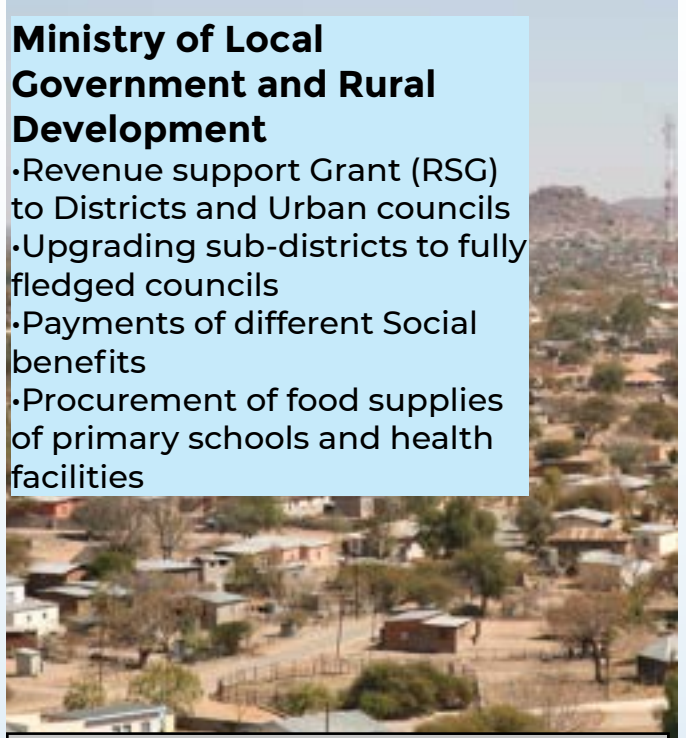 Ministry of Local
Government and Rural
Development
•Revenue support Grant (RSG)
to Districts and Urban councils
•Upgrading sub-districts to fully
fledged councils
•Payments of different Social
benefits
•Procurement of food supplies
of primary schools and health
facilities